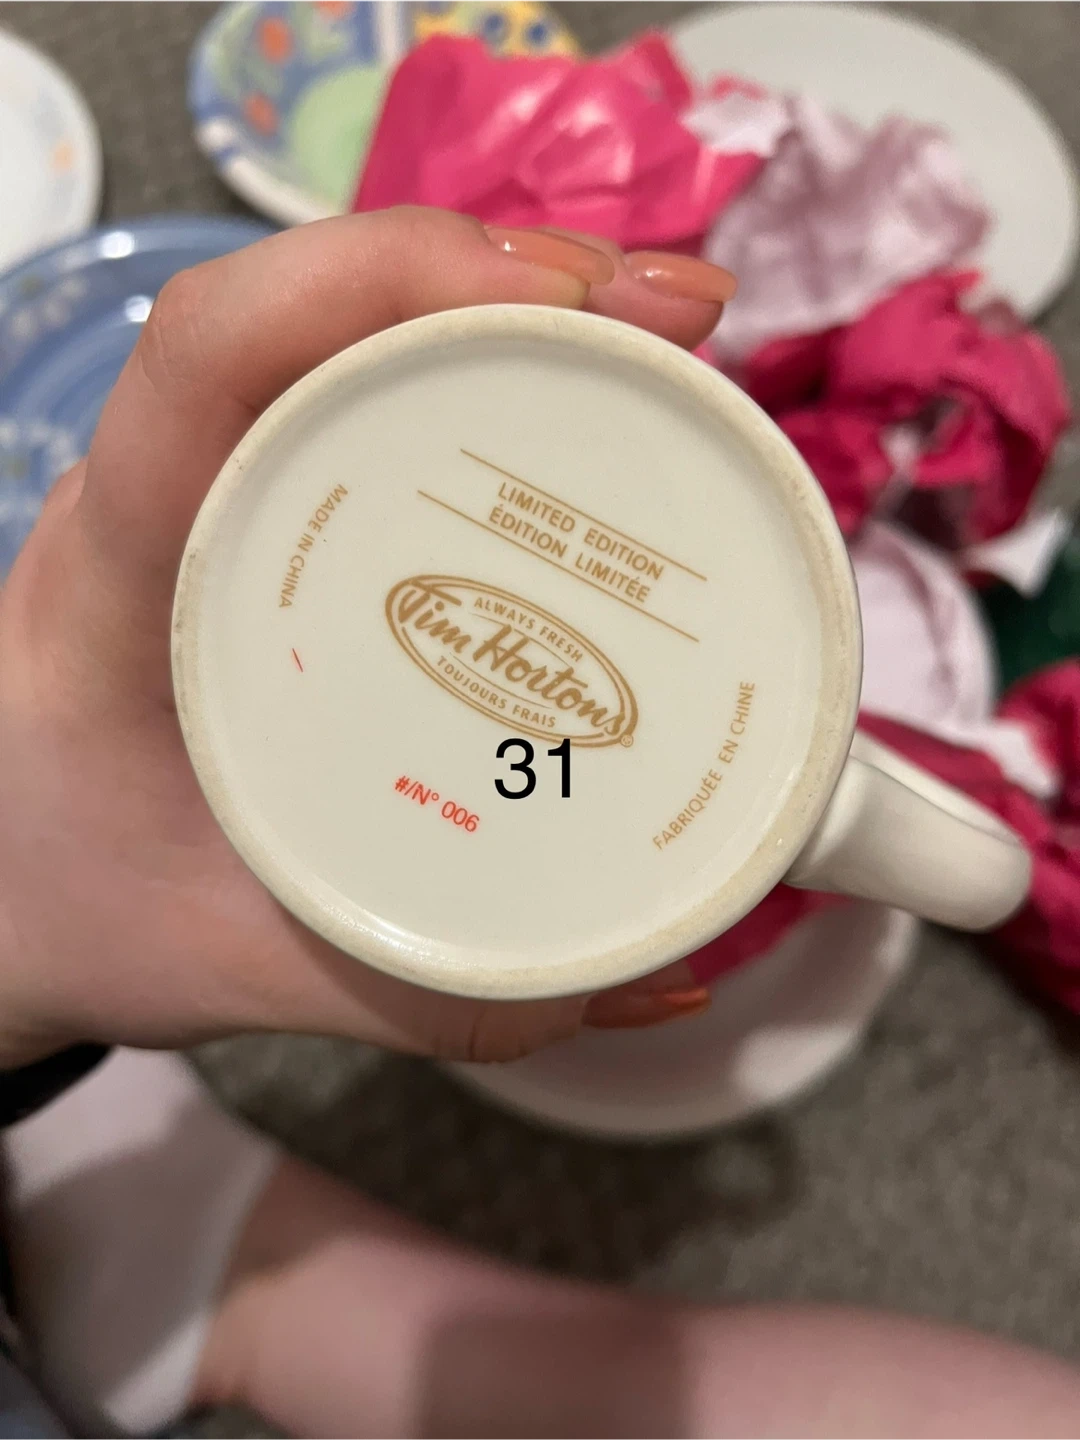 LIMITED EDITION
ÉDITION LIMITÉE
MADE IN CHINA
ALWAYS FRESH
Tim Hortons®
TOUJOURS FRAIS
31
#/N° 006
FABRIQUÉE EN CHINE